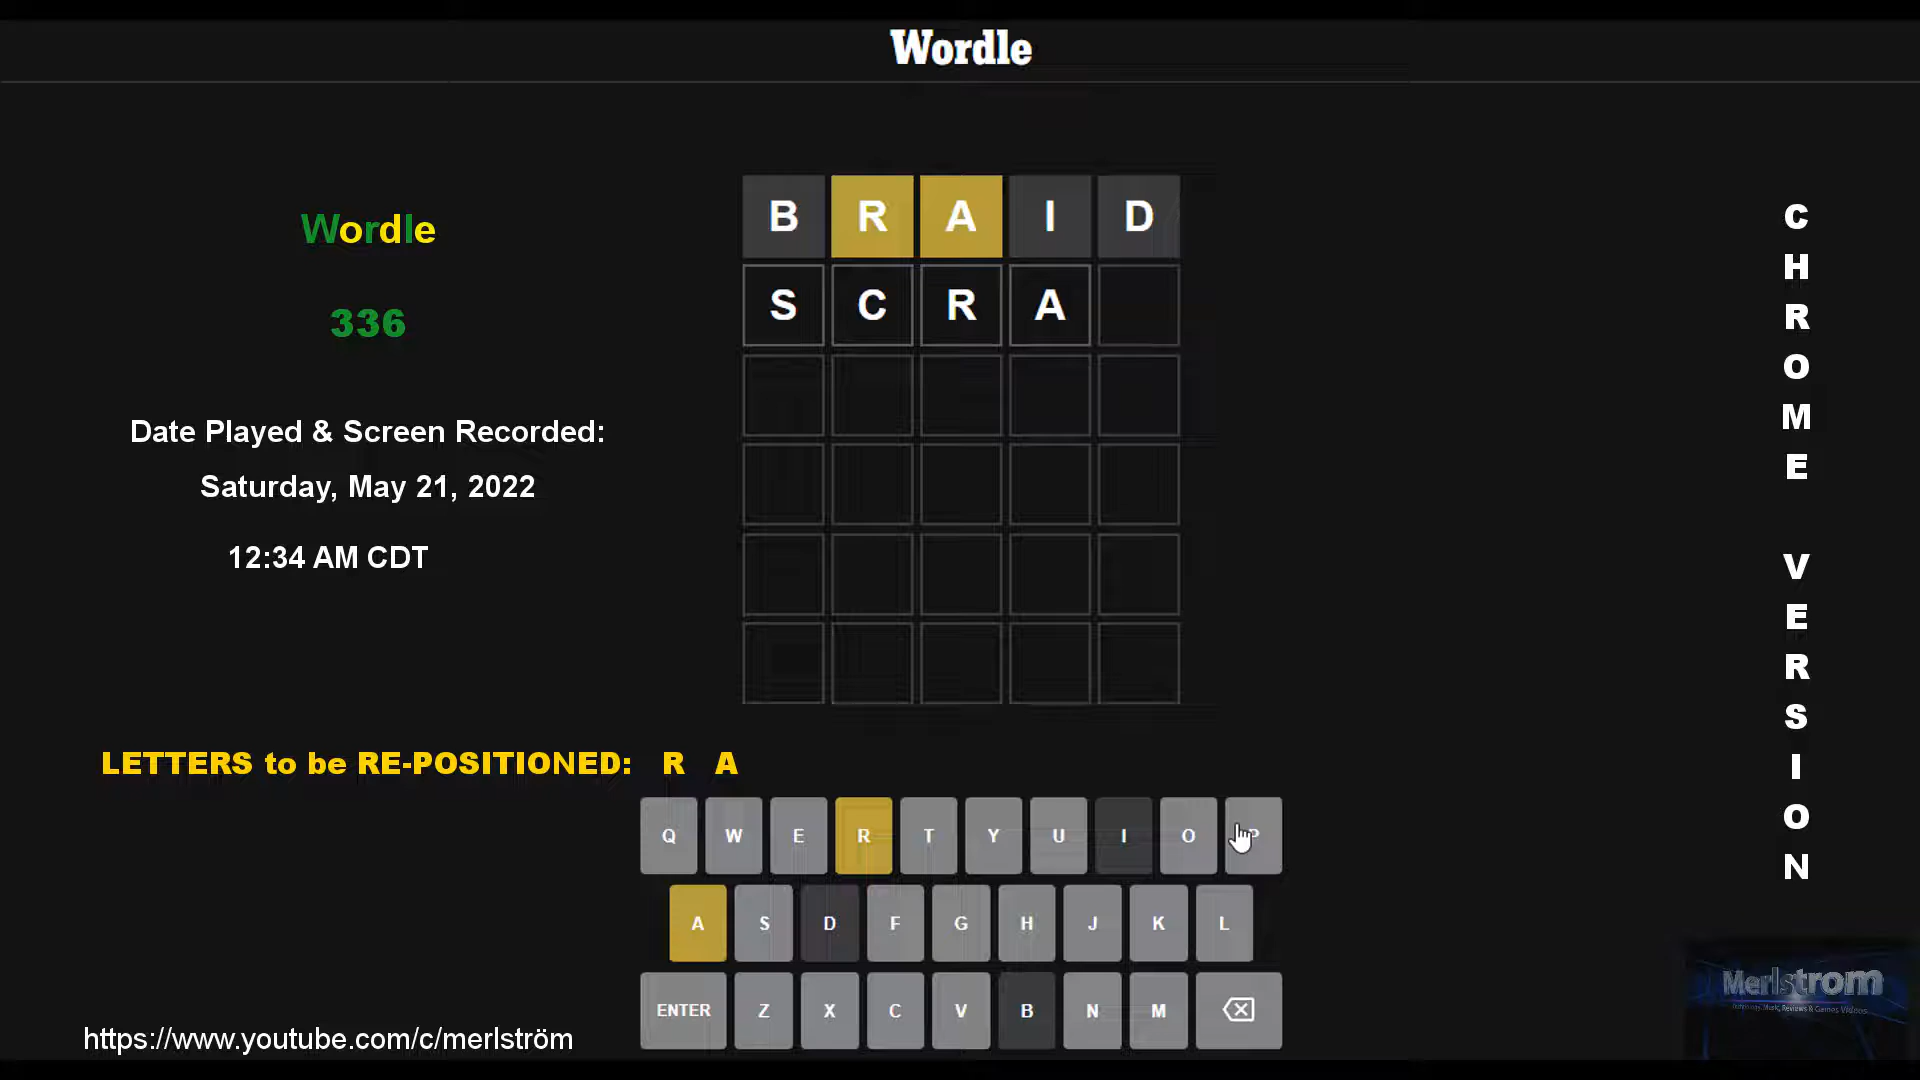 Wordle
Wordle
336
Date Played & Screen Recorded:
Saturday, May 21, 2022
12:34 AM CDT
B R A I D
S C R A
C
H
R
O
M
E
V
E
R
S
I
O
N
LETTERS to be RE-POSITIONED: R A
Q W E R T Y U I O P
A S D F G H J K L
ENTER Z X C V B N M
Merlstrom
https://www.youtube.com/c/merlström